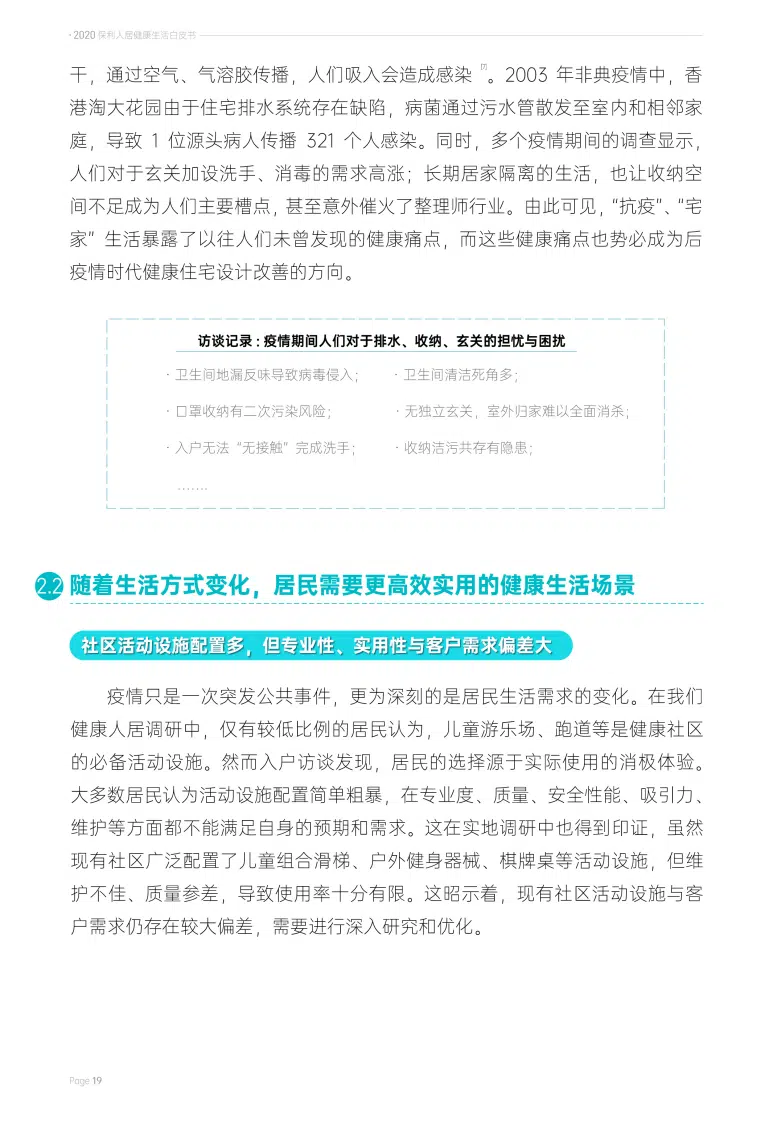 · 2020 保利人居健康生活白皮书
干，通过空气、气溶胶传播，人们吸入会造成感染 [7]。2003 年非典疫情中，香
港淘大花园由于住宅排水系统存在缺陷，病菌通过污水管散发至室内和相邻家
庭，导致 1 位源头病人传播 321 个人感染。同时，多个疫情期间的调查显示，
人们对于玄关加设洗手、消毒的需求高涨；长期居家隔离的生活，也让收纳空
间不足成为人们主要槽点，甚至意外催火了整理师行业。由此可见，“抗疫”、“宅
家”生活暴露了以往人们未曾发现的健康痛点，而这些健康痛点也势必成为后
疫情时代健康住宅设计改善的方向。
访谈记录：疫情期间人们对于排水、收纳、玄关的担忧与困扰
· 卫生间地漏反味导致病毒侵入； · 卫生间清洁死角多；
· 口罩收纳有二次污染风险； · 无独立玄关，室外归家难以全面消杀；
· 入户无法“无接触”完成洗手； · 收纳洁污共存有隐患；
.......
2.2 随着生活方式变化，居民需要更高效实用的健康生活场景
社区活动设施配置多，但专业性、实用性与客户需求偏差大
疫情只是一次突发公共事件，更为深刻的是居民生活需求的变化。在我们
健康人居调研中，仅有较低比例的居民认为，儿童游乐场、跑道等是健康社区
的必备活动设施。然而入户访谈发现，居民的选择源于实际使用的消极体验。
大多数居民认为活动设施配置简单粗暴，在专业度、质量、安全性能、吸引力、
维护等方面都不能满足自身的预期和需求。这在实地调研中也得到印证，虽然
现有社区广泛配置了儿童组合滑梯、户外健身器械、棋牌桌等活动设施，但维
护不佳、质量参差，导致使用率十分有限。这昭示着，现有社区活动设施与客
户需求仍存在较大偏差，需要进行深入研究和优化。
Page 19